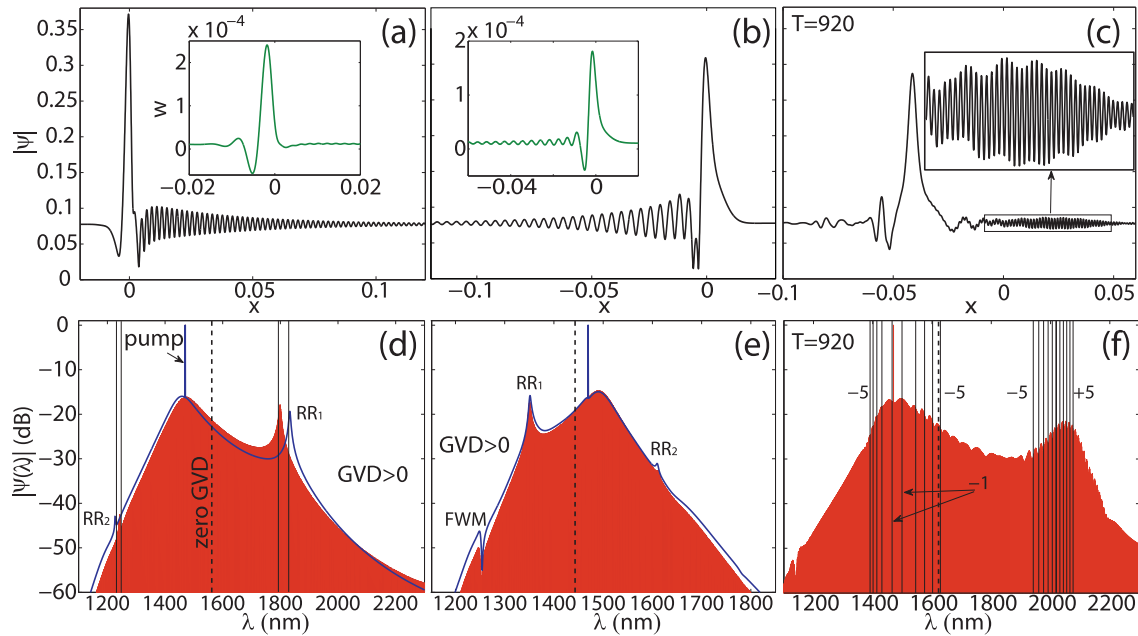 x 10⁻⁴
2
1
0
w
−0.02
0
0.02
(a)
0.35
0.30
0.25
0.20
0.15
0.10
0.05
0
|Ψ|
0
0.05
0.1
x
x 10⁻⁴
2
1
0
−0.04
0
(b)
−0.1
−0.05
0
x
T=920
(c)
−0.1
−0.05
0
0.05
x
0
−10
−20
−30
−40
−50
−60
|Ψ(λ)| (dB)
pump
(d)
RR₁
RR₂
zero GVD
GVD>0
1200
1400
1600
1800
2000
2200
λ (nm)
(e)
RR₁
GVD>0
RR₂
FWM
1200
1300
1400
1500
1600
1700
1800
λ (nm)
T=920
(f)
−5
−5
−5
+5
−1
1200
1400
1600
1800
2000
2200
λ (nm)